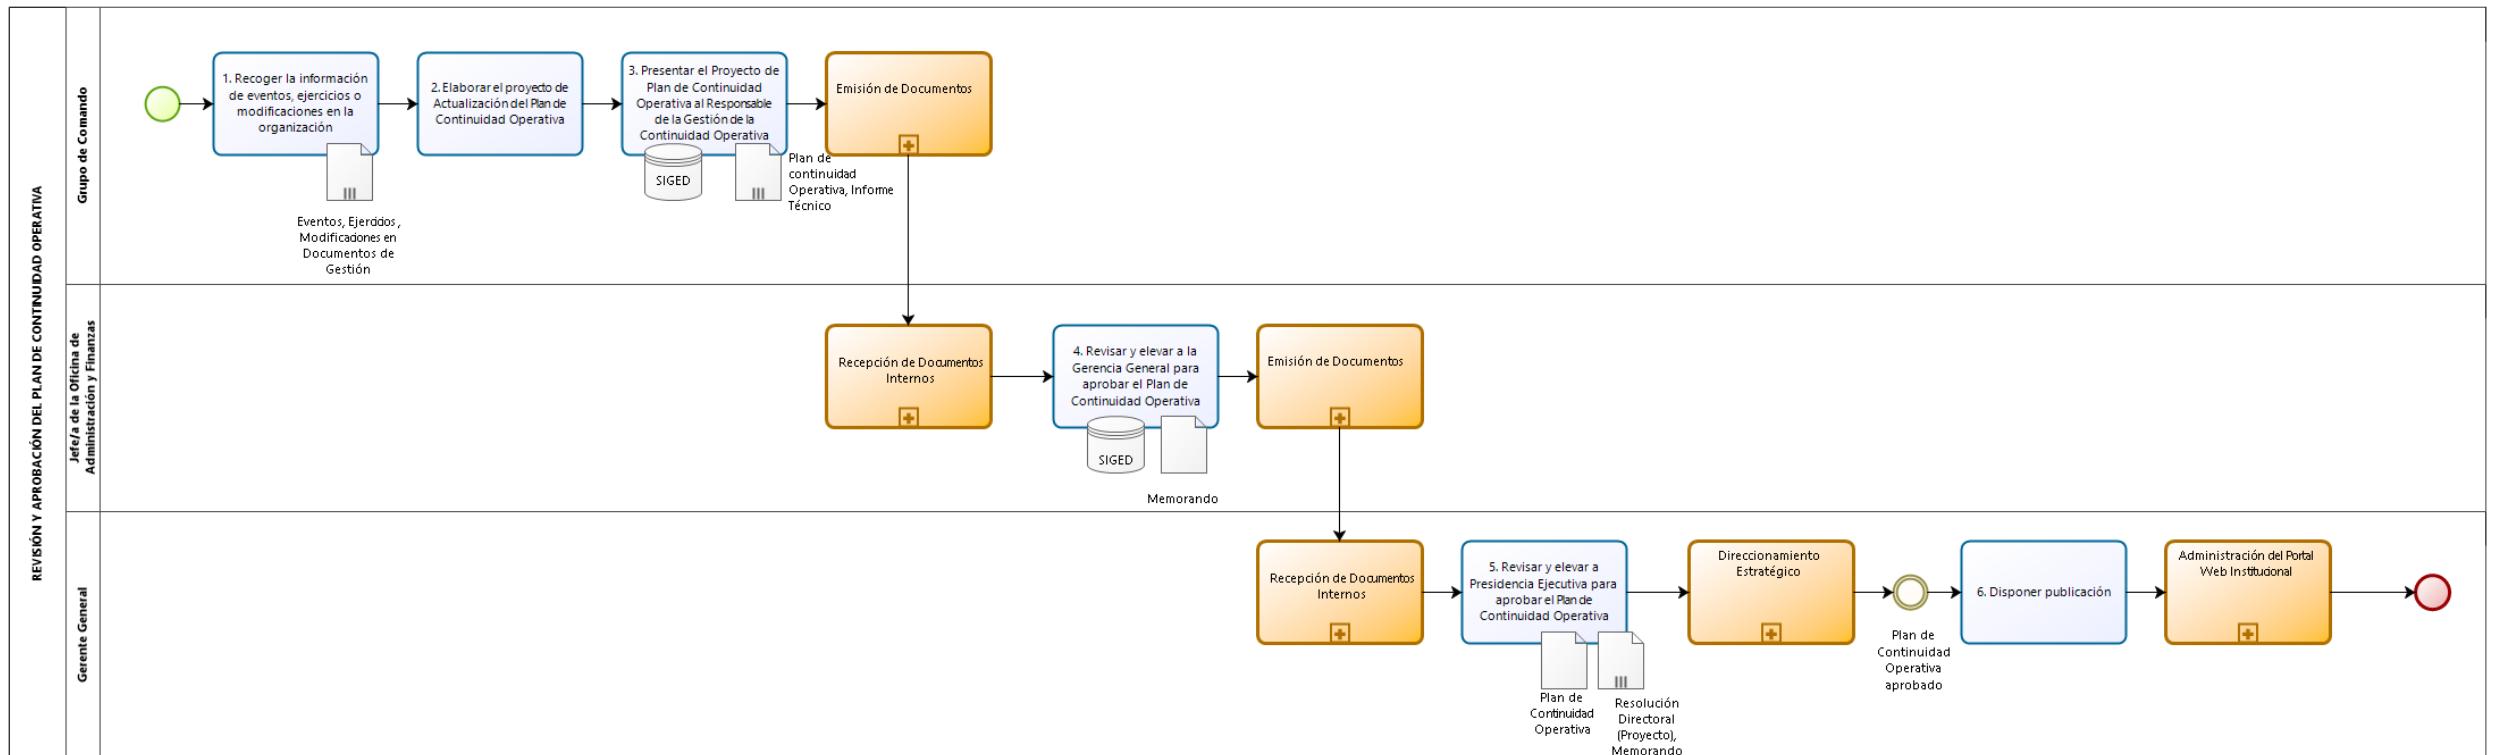 REVISIÓN Y APROBACIÓN DEL PLAN DE CONTINUIDAD OPERATIVA
Grupo de Comando
1. Recoger la información
de eventos, ejercicios o
modificaciones en la
organización
Eventos, Ejercicios,
Modificaciones en
Documentos de
Gestión
2. Elaborar el proyecto de
Actualización del Plan de
Continuidad Operativa
3. Presentar el Proyecto de
Plan de Continuidad
Operativa al Responsable
de la Gestión de la
Continuidad Operativa
SIGED
Plan de
continuidad
Operativa, Informe
Técnico
Emisión de Documentos
Jefe/a de la Oficina de
Administración y Finanzas
Recepción de Documentos
Internos
4. Revisar y elevar a la
Gerencia General para
aprobar el Plan de
Continuidad Operativa
SIGED
Memorando
Emisión de Documentos
Gerente General
Recepción de Documentos
Internos
5. Revisar y elevar a
Presidencia Ejecutiva para
aprobar el Plan de
Continuidad Operativa
Plan de
Continuidad
Operativa
Resolución
Directoral
(Proyecto),
Memorando
Direccionamiento
Estratégico
Plan de
Continuidad
Operativa
aprobado
6. Disponer publicación
Administración del Portal
Web Institucional